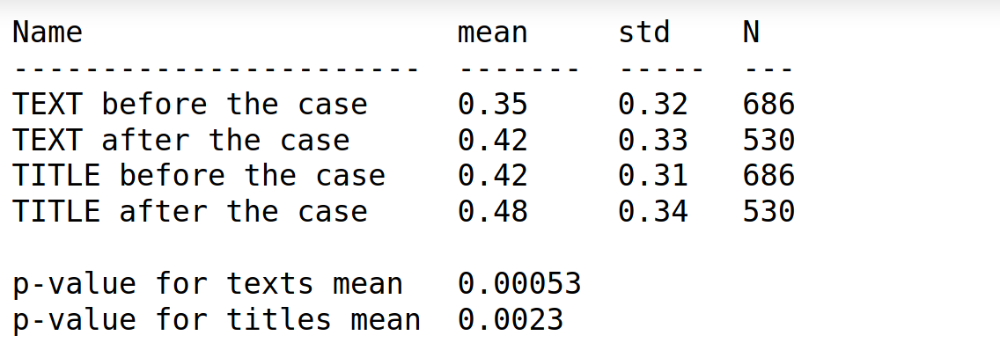 Name mean std N
----------------------- ------- ----- ---
TEXT before the case 0.35 0.32 686
TEXT after the case 0.42 0.33 530
TITLE before the case 0.42 0.31 686
TITLE after the case 0.48 0.34 530
p-value for texts mean 0.00053
p-value for titles mean 0.0023